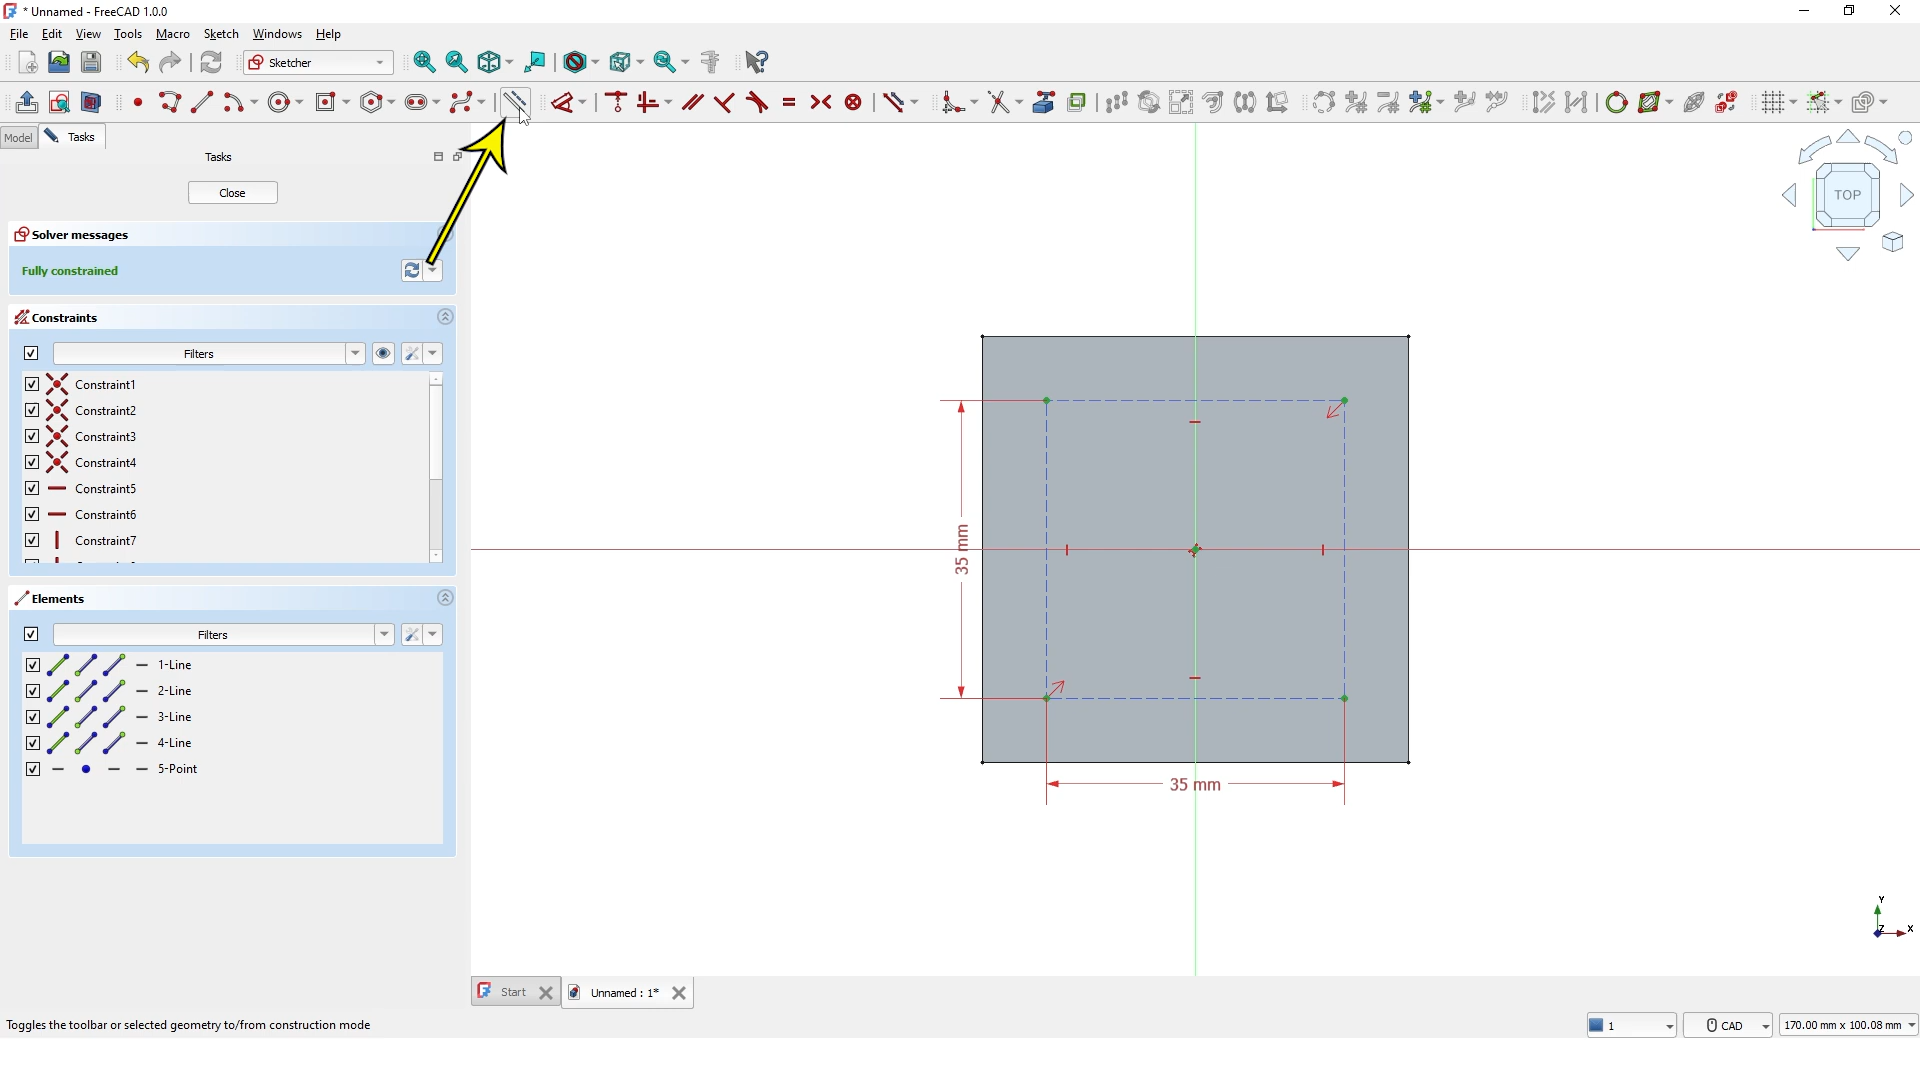 * Unnamed - FreeCAD 1.0.0
File Edit View Tools Macro Sketch Windows Help
Sketcher
Model Tasks
Tasks
Close
Solver messages
Fully constrained
Constraints
Filters
Constraint1
Constraint2
Constraint3
Constraint4
Constraint5
Constraint6
Constraint7
Elements
Filters
1-Line
2-Line
3-Line
4-Line
5-Point
TOP
35 mm
35 mm
Y
Z
X
Start Unnamed : 1*
Toggles the toolbar or selected geometry to/from construction mode
1 CAD 170.00 mm x 100.08 mm